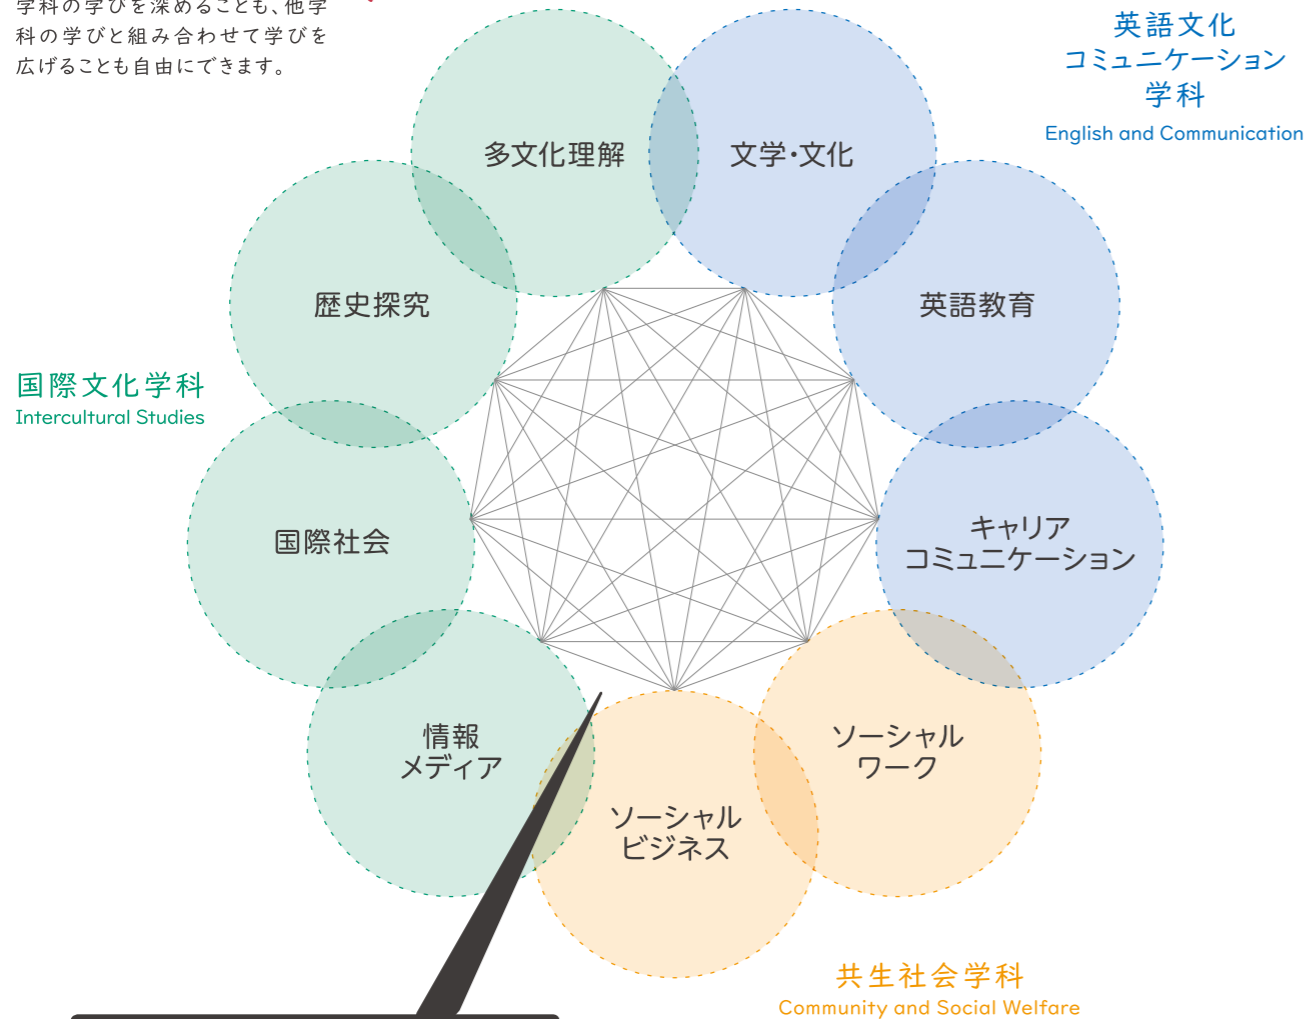 学科の学びを深めることも、他学
科の学びと組み合わせて学びを
広げることも自由にできます。
英語文化
コミュニケーション
学科
English and Communication
多文化理解
文学・文化
歴史探究
英語教育
国際文化学科
Intercultural Studies
国際社会
キャリア
コミュニケーション
情報
メディア
ソーシャル
ワーク
ソーシャル
ビジネス
共生社会学科
Community and Social Welfare